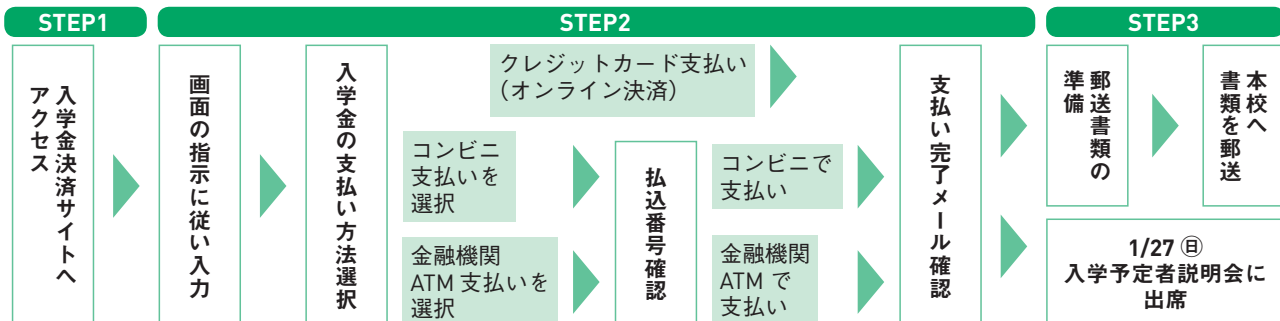 STEP1
STEP2
STEP3
入学金決済サイトへ
アクセス
画面の指示に従い入力
入学金の支払い方法選択
クレジットカード支払い
（オンライン決済）
コンビニ
支払いを
選択
金融機関
ATM 支払いを
選択
払込番号確認
コンビニで
支払い
金融機関
ATM で
支払い
支払い完了メール確認
郵送書類の
準備
本校へ
書類を郵送
1/27 ㊐
入学予定者説明会に
出席